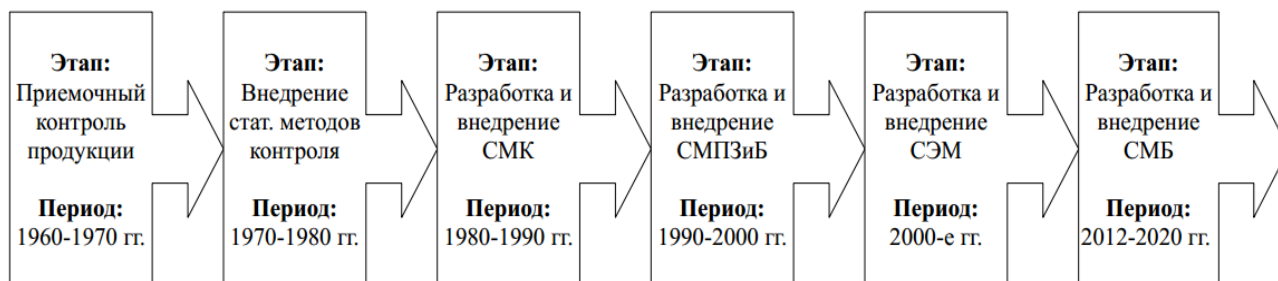 Этап:
Приемочный
контроль
продукции
Период:
1960-1970 гг.
Этап:
Внедрение
стат. методов
контроля
Период:
1970-1980 гг.
Этап:
Разработка и
внедрение
СМК
Период:
1980-1990 гг.
Этап:
Разработка и
внедрение
СМПЗиБ
Период:
1990-2000 гг.
Этап:
Разработка и
внедрение
СЭМ
Период:
2000-е гг.
Этап:
Разработка и
внедрение
СМБ
Период:
2012-2020 гг.